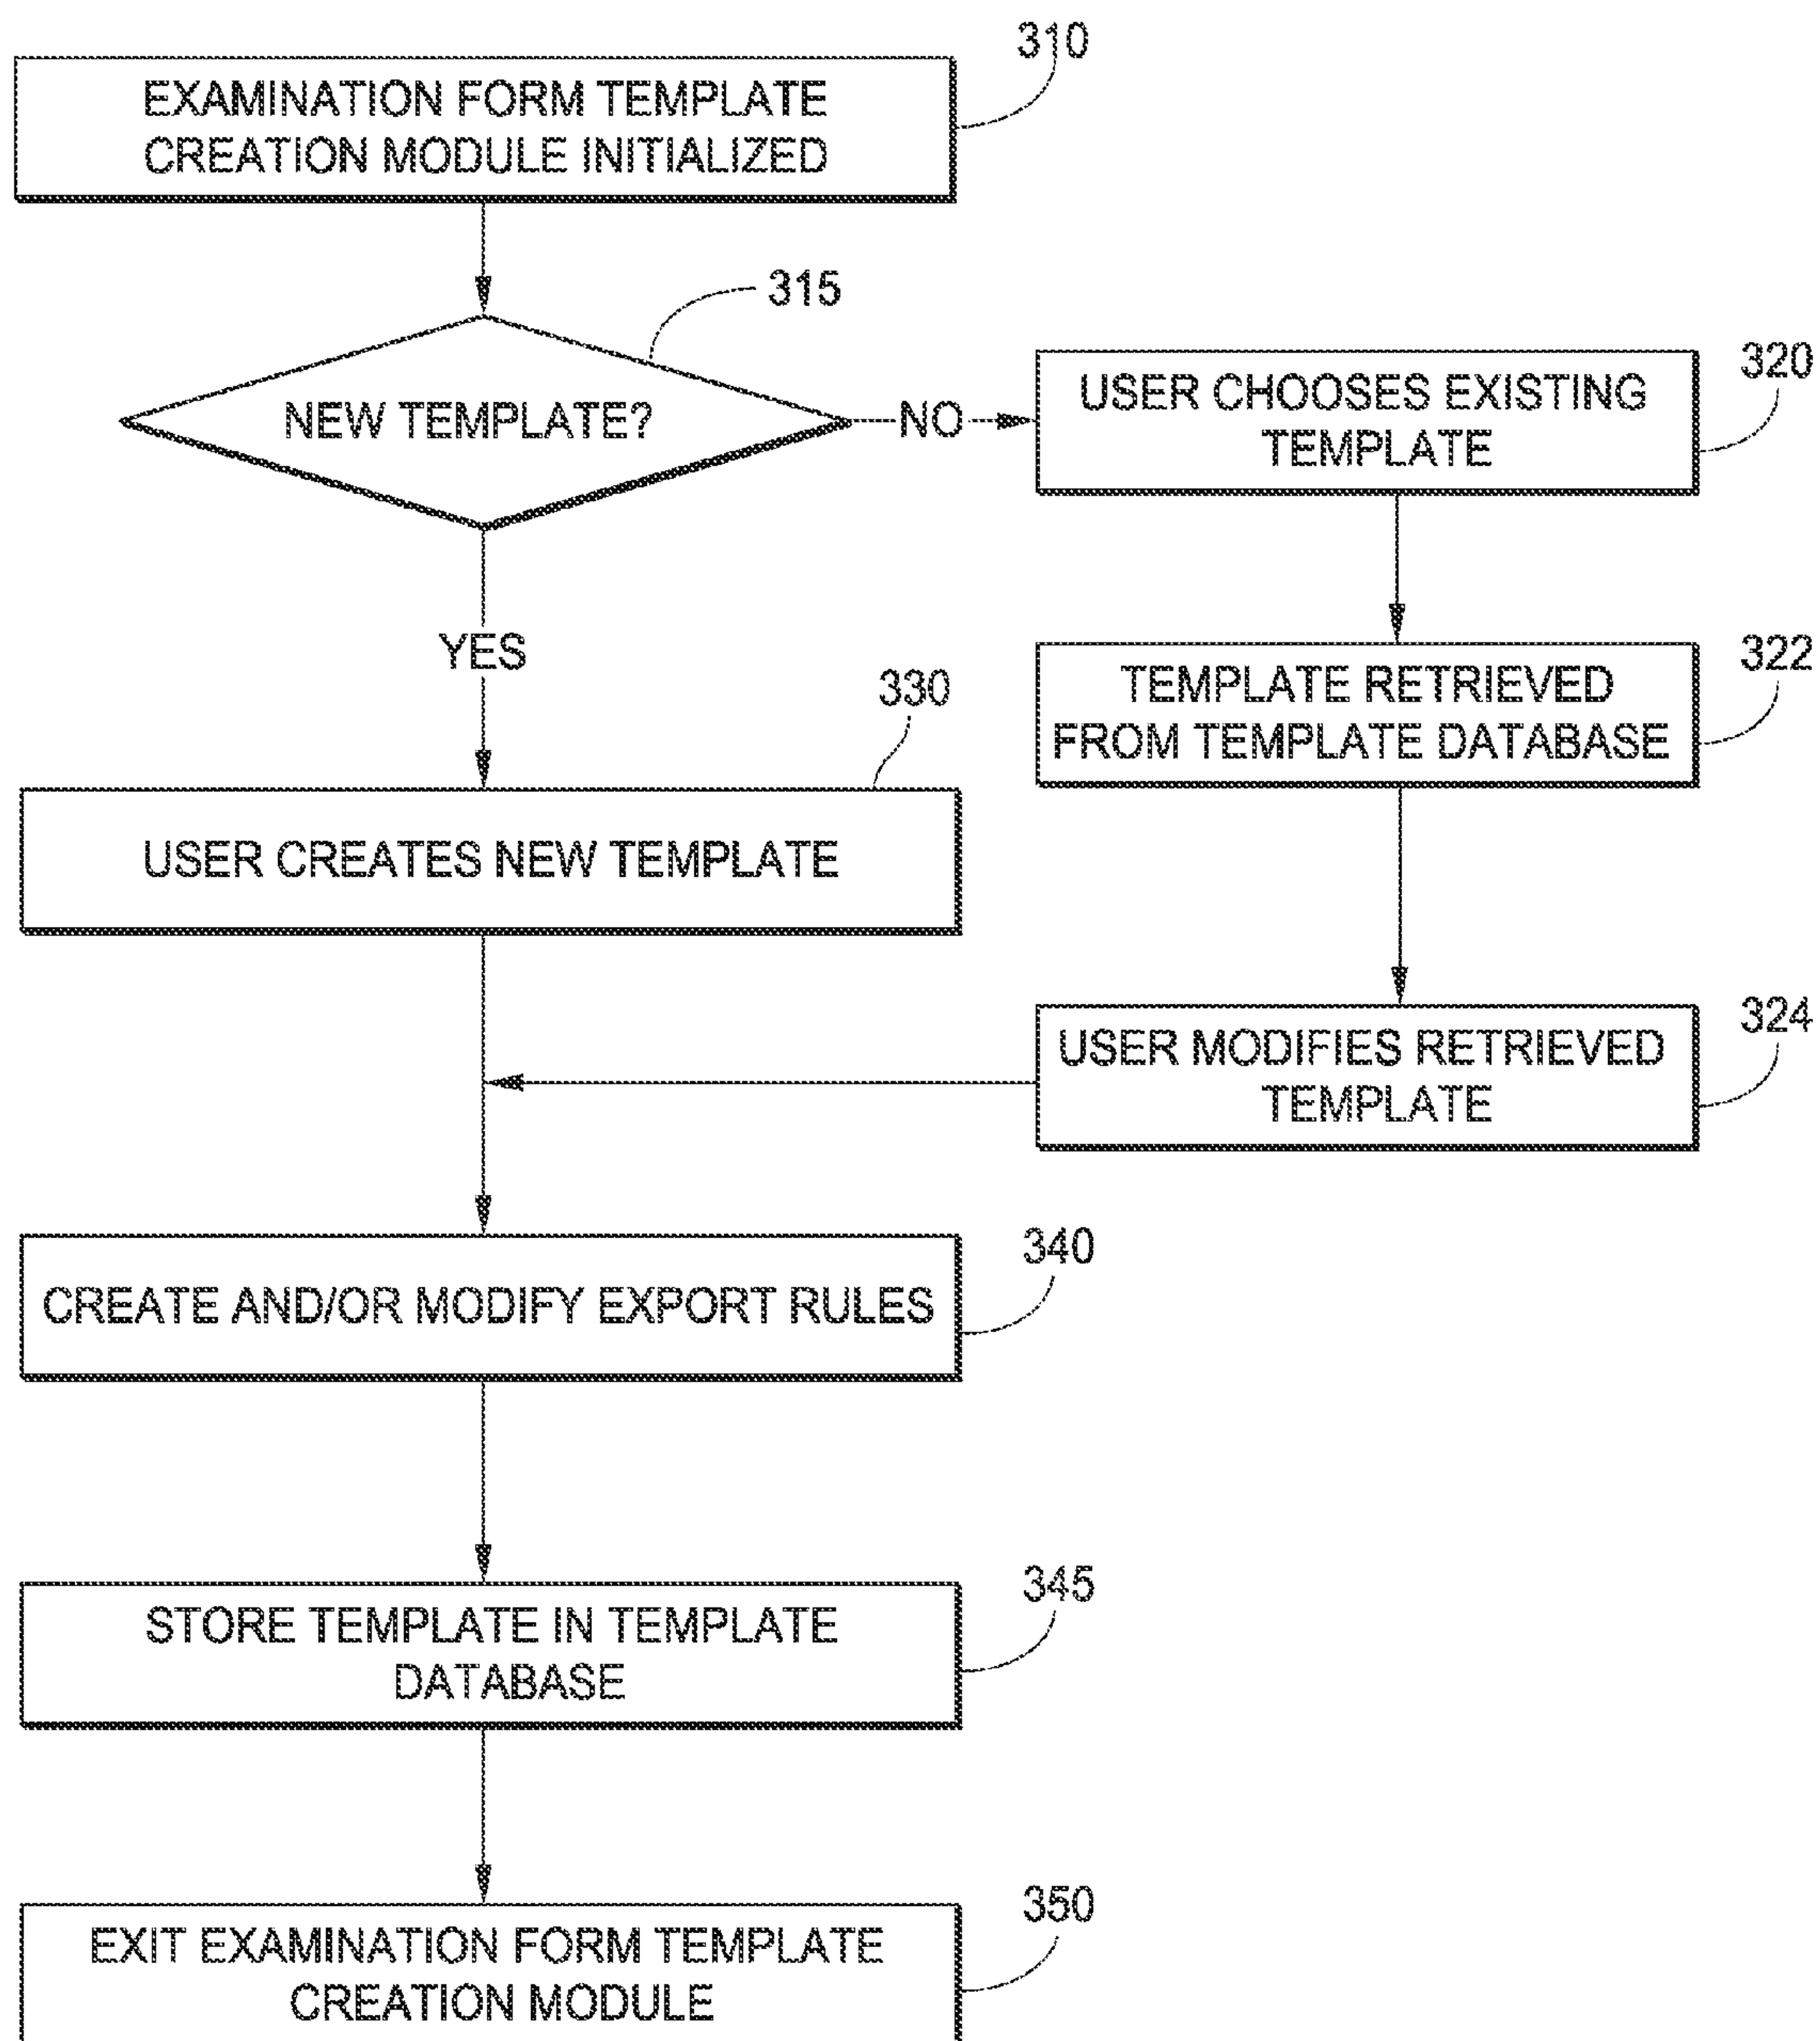 310
EXAMINATION FORM TEMPLATE
CREATION MODULE INITIALIZED
315
NEW TEMPLATE?
NO
320
USER CHOOSES EXISTING
TEMPLATE
YES
322
TEMPLATE RETRIEVED
FROM TEMPLATE DATABASE
330
USER CREATES NEW TEMPLATE
324
USER MODIFIES RETRIEVED
TEMPLATE
340
CREATE AND/OR MODIFY EXPORT RULES
345
STORE TEMPLATE IN TEMPLATE
DATABASE
350
EXIT EXAMINATION FORM TEMPLATE
CREATION MODULE